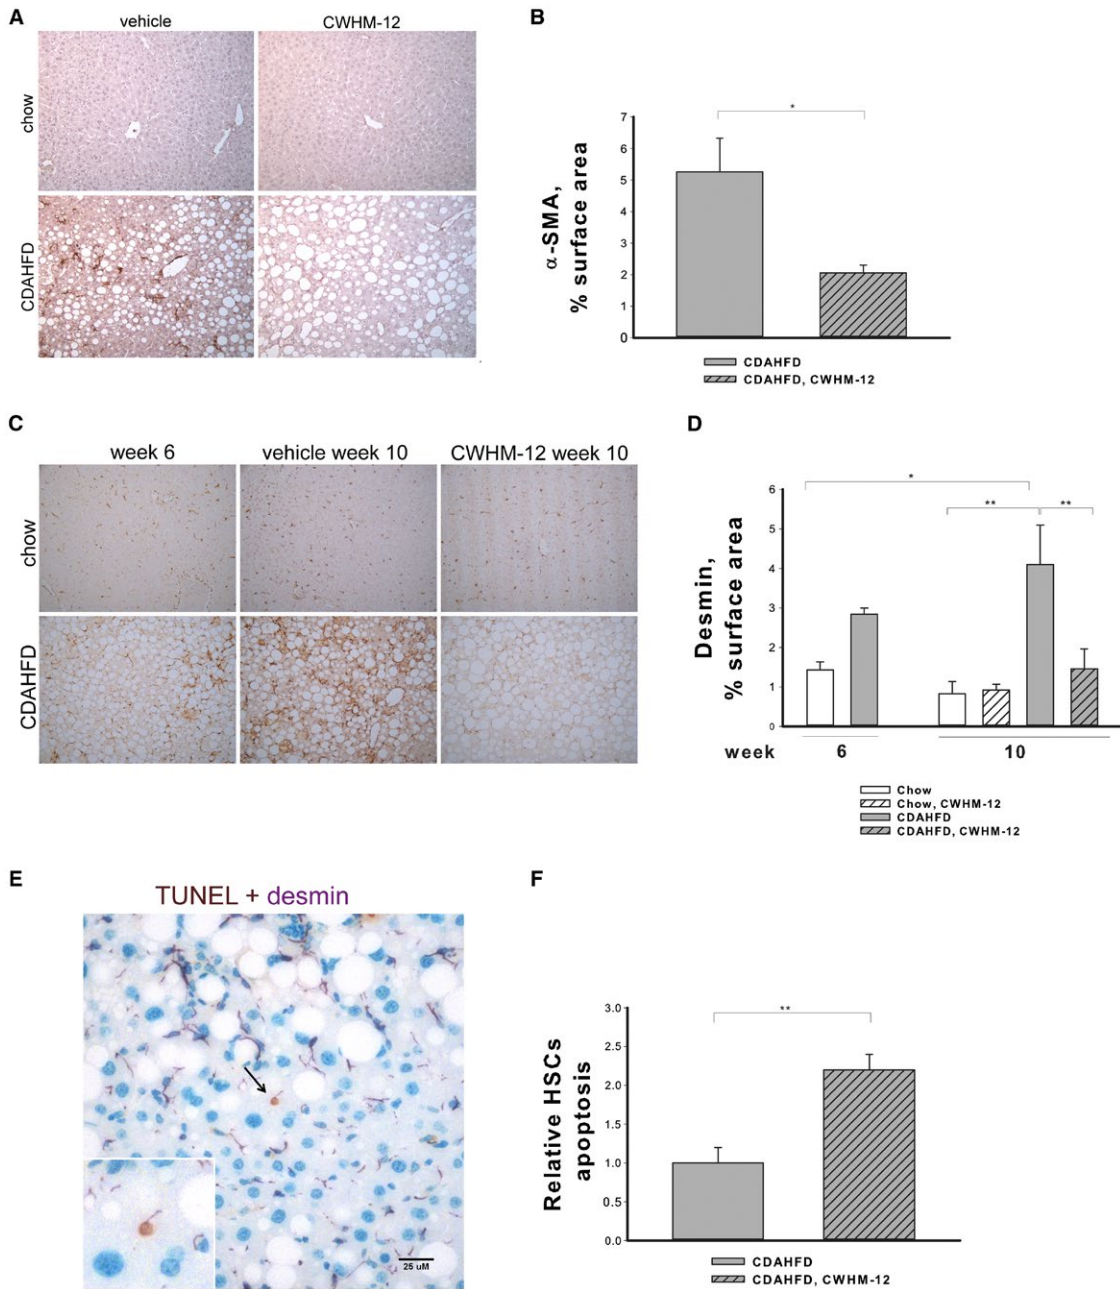 A
vehicle
CWHM-12
chow
CDAHFD
B
α-SMA,
% surface area
7
6
5
4
3
2
1
0
*
CDAHFD
CDAHFD, CWHM-12
C
week 6
vehicle week 10
CWHM-12 week 10
chow
CDAHFD
D
Desmin,
% surface area
6
5
4
3
2
1
0
*
**
**
week
6
10
Chow
Chow, CWHM-12
CDAHFD
CDAHFD, CWHM-12
E
TUNEL + desmin
25 uM
F
Relative HSCs
apoptosis
3.0
2.5
2.0
1.5
1.0
0.5
0.0
**
CDAHFD
CDAHFD, CWHM-12